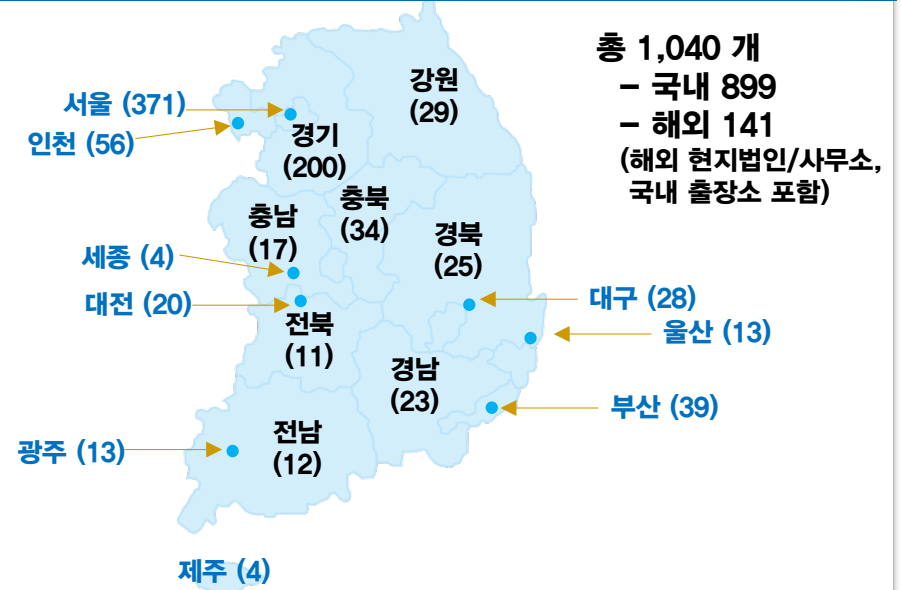 총 1,040 개
– 국내 899
– 해외 141
(해외 현지법인/사무소,
국내 출장소 포함)
강원
(29)
서울 (371)
인천 (56)
경기
(200)
충북
(34)
충남
(17)
경북
(25)
세종 (4)
대전 (20)
대구 (28)
전북
(11)
울산 (13)
경남
(23)
부산 (39)
전남
(12)
광주 (13)
제주 (4)